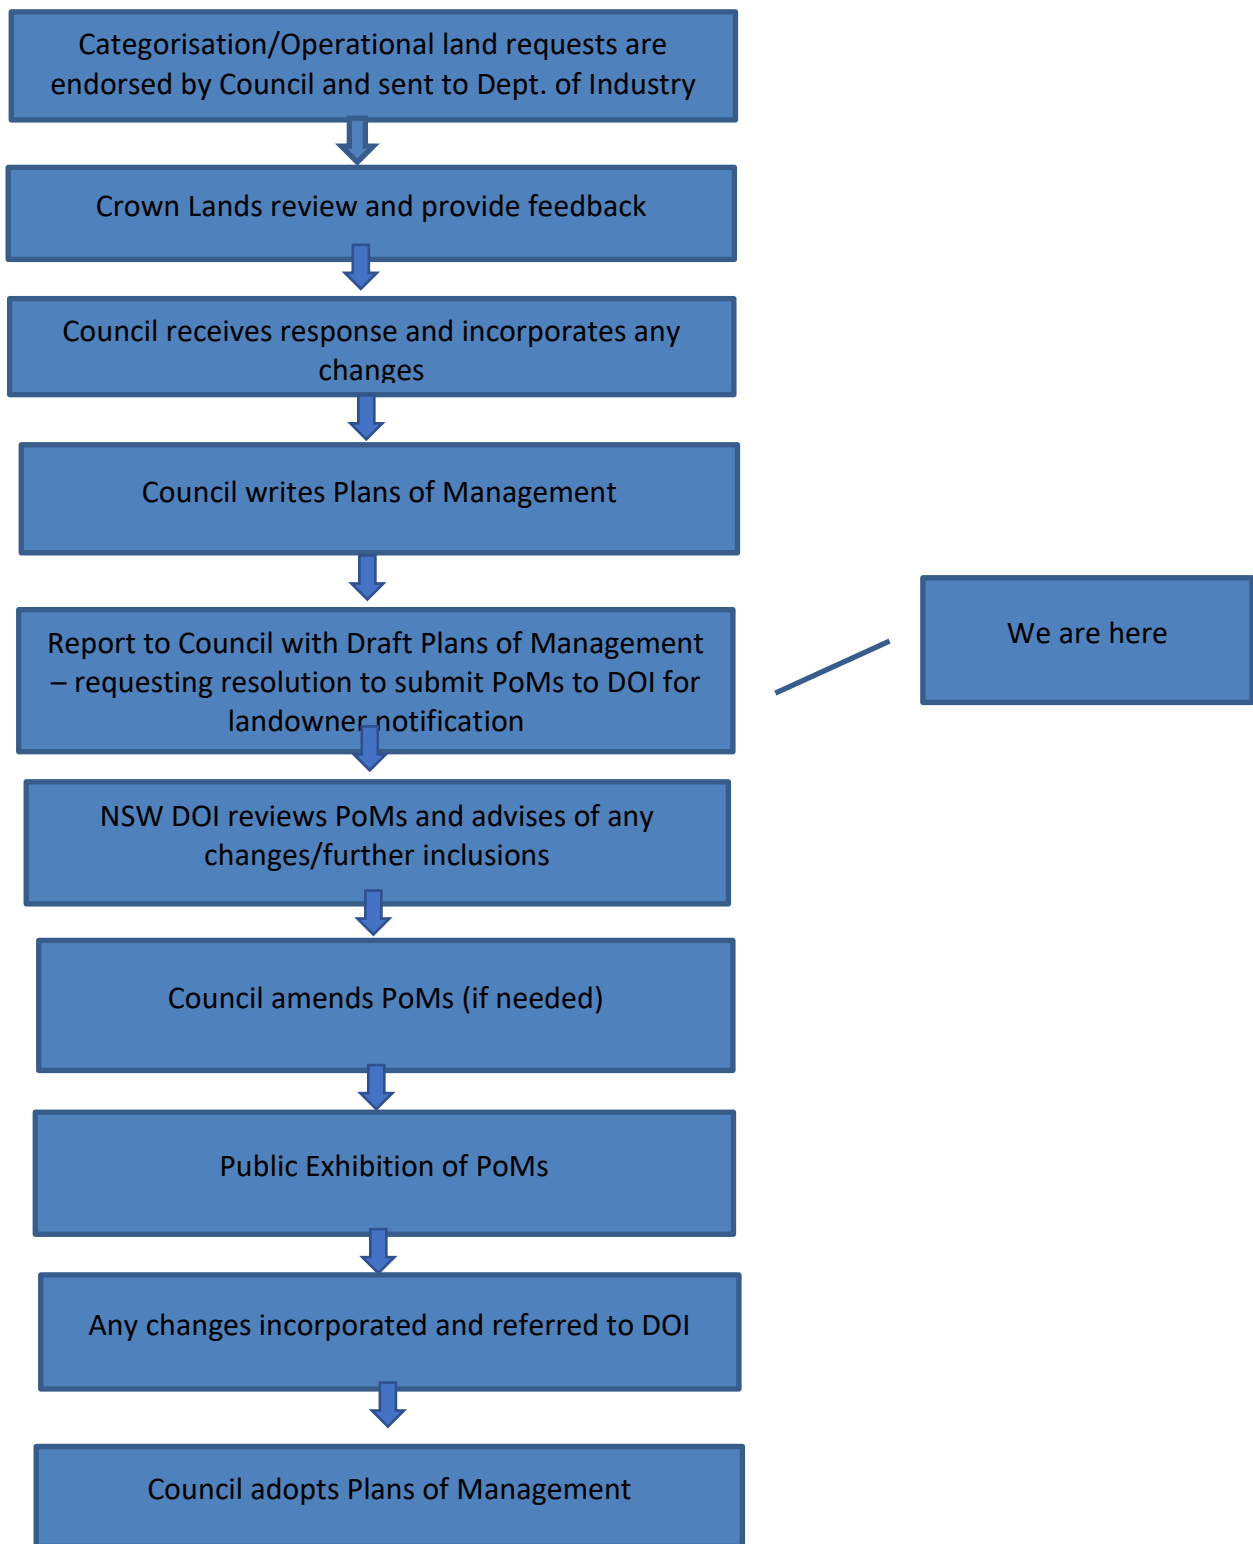 Categorisation/Operational land requests are
endorsed by Council and sent to Dept. of Industry
Crown Lands review and provide feedback
Council receives response and incorporates any
changes
Council writes Plans of Management
Report to Council with Draft Plans of Management
– requesting resolution to submit PoMs to DOI for
landowner notification
We are here
NSW DOI reviews PoMs and advises of any
changes/further inclusions
Council amends PoMs (if needed)
Public Exhibition of PoMs
Any changes incorporated and referred to DOI
Council adopts Plans of Management